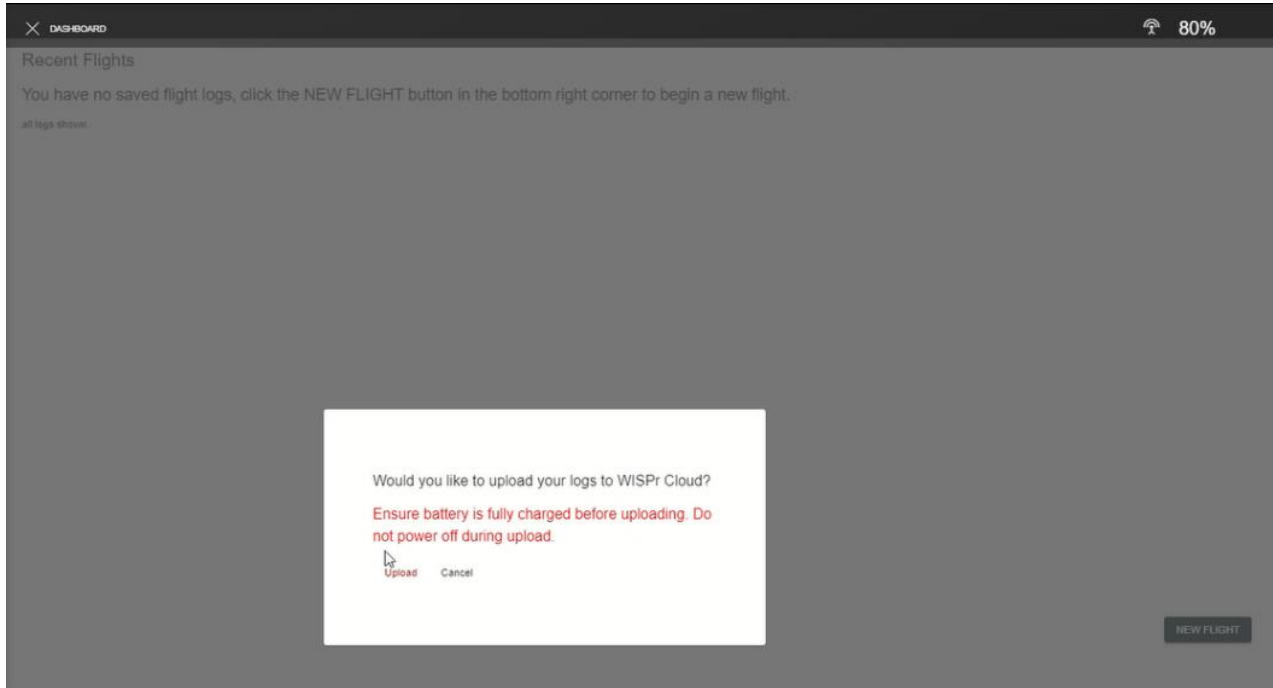 DASHBOARD
80%
Recent Flights
You have no saved flight logs, click the NEW FLIGHT button in the bottom right corner to begin a new flight.
all logs shown
Would you like to upload your logs to WISPr Cloud?
Ensure battery is fully charged before uploading. Do
not power off during upload.
Upload Cancel
NEW FLIGHT